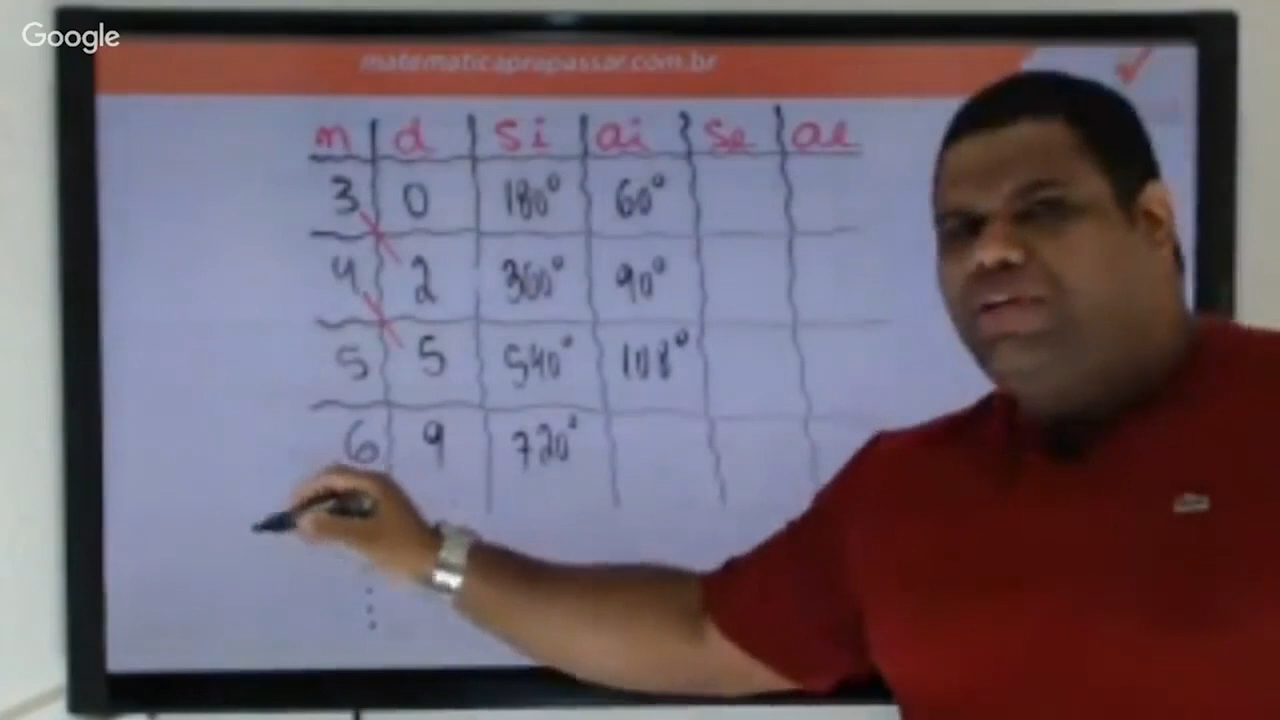 Google
matematicaprapassar.com.br
n d Si ai Se ae
3 0 180° 60°
4 2 360° 90°
5 5 540° 108°
6 9 720°